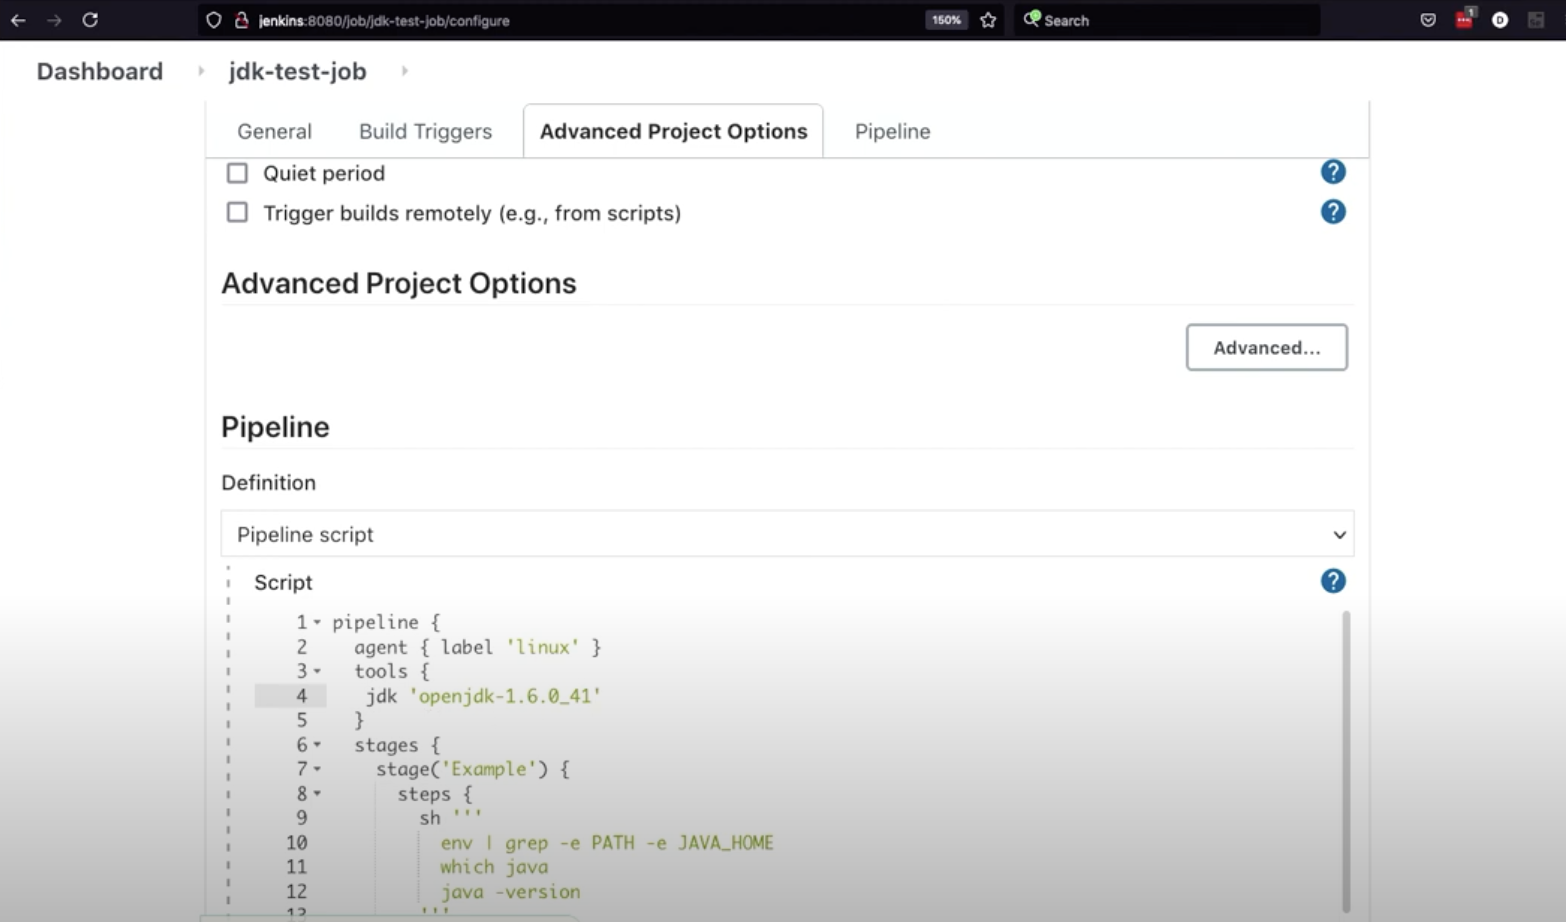 jenkins:8080/job/jdk-test-job/configure
150%
Search
1
D
Dashboard
jdk-test-job
General
Build Triggers
Advanced Project Options
Pipeline
Quiet period
?
Trigger builds remotely (e.g., from scripts)
?
Advanced Project Options
Advanced...
Pipeline
Definition
Pipeline script
Script
?
1 pipeline {
2 agent { label 'linux' }
3 tools {
4 jdk 'openjdk-1.6.0_41'
5 }
6 stages {
7 stage('Example') {
8 steps {
9 sh '''
10 env | grep -e PATH -e JAVA_HOME
11 which java
12 java -version
13 '''